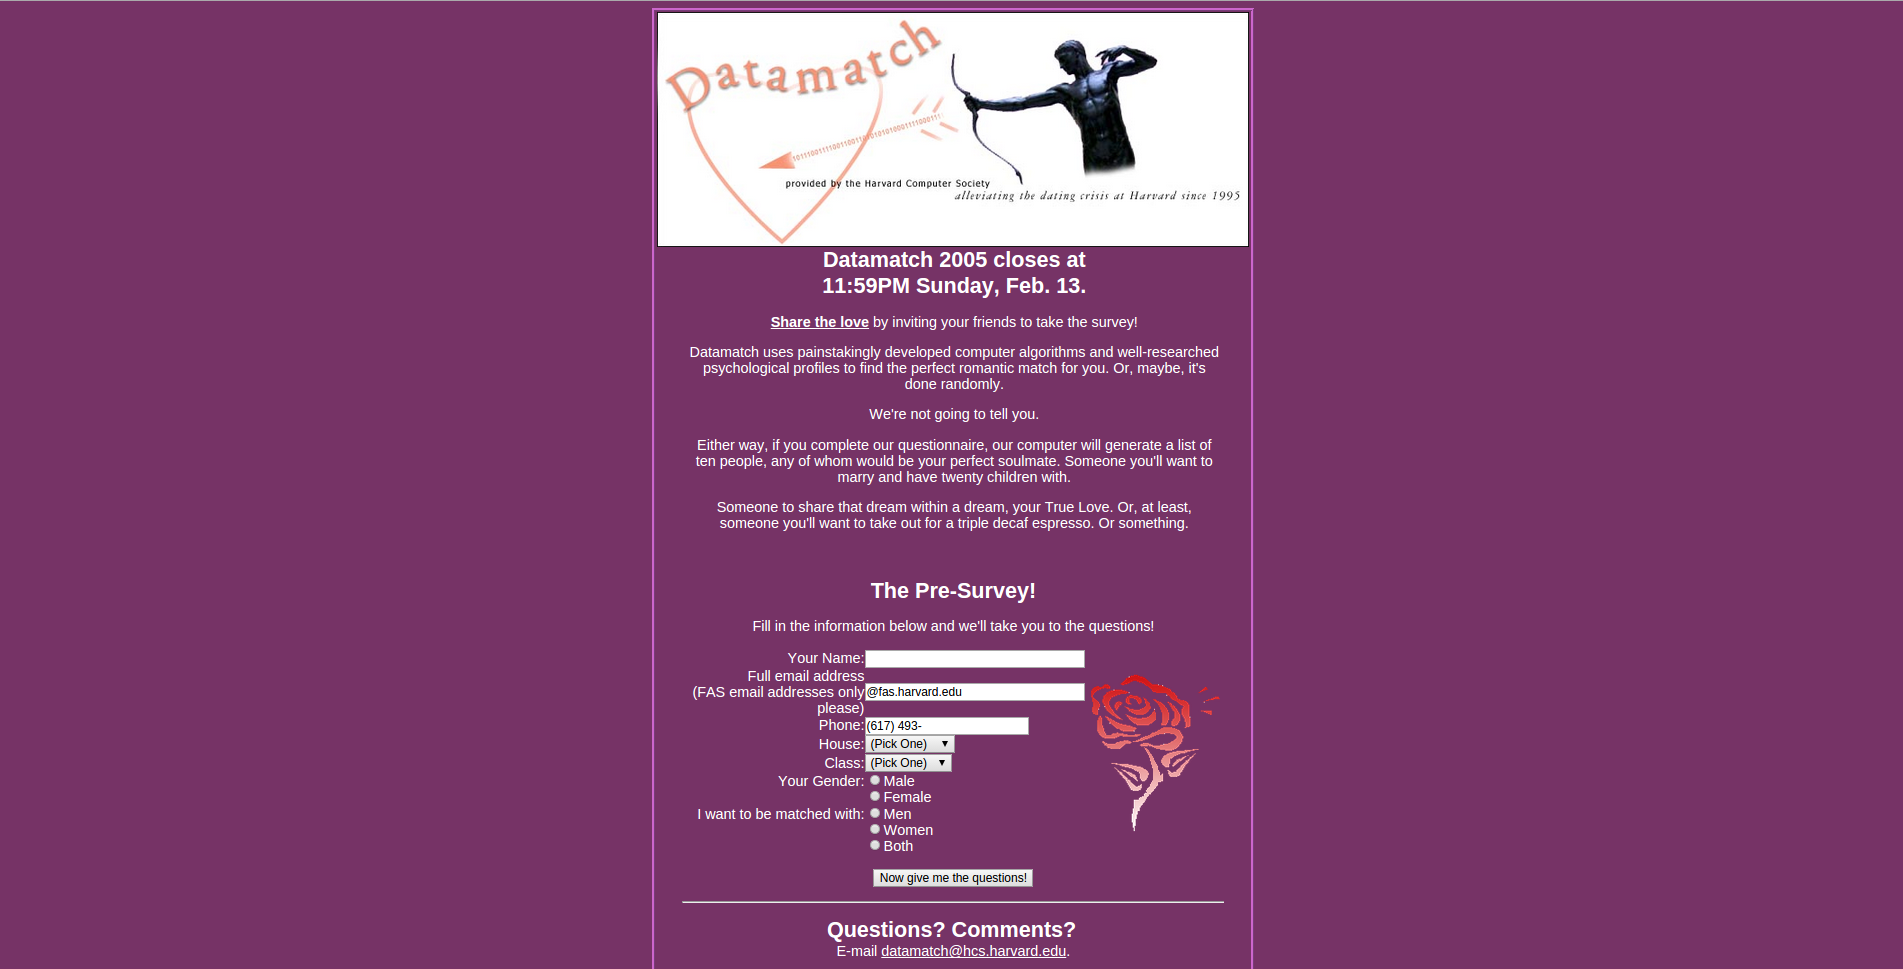 Datamatch
1011100111100110011010101010001111000111
provided by the Harvard Computer Society
alleviating the dating crisis at Harvard since 1995
Datamatch 2005 closes at
11:59PM Sunday, Feb. 13.
Share the love by inviting your friends to take the survey!
Datamatch uses painstakingly developed computer algorithms and well-researched
psychological profiles to find the perfect romantic match for you. Or, maybe, it's
done randomly.
We're not going to tell you.
Either way, if you complete our questionnaire, our computer will generate a list of
ten people, any of whom would be your perfect soulmate. Someone you'll want to
marry and have twenty children with.
Someone to share that dream within a dream, your True Love. Or, at least,
someone you'll want to take out for a triple decaf espresso. Or something.
The Pre-Survey!
Fill in the information below and we'll take you to the questions!
Your Name:
Full email address
(FAS email addresses only @fas.harvard.edu
please)
Phone: (617) 493-
House: (Pick One)
Class: (Pick One)
Your Gender: Male
Female
I want to be matched with: Men
Women
Both
Now give me the questions!
Questions? Comments?
E-mail datamatch@hcs.harvard.edu.